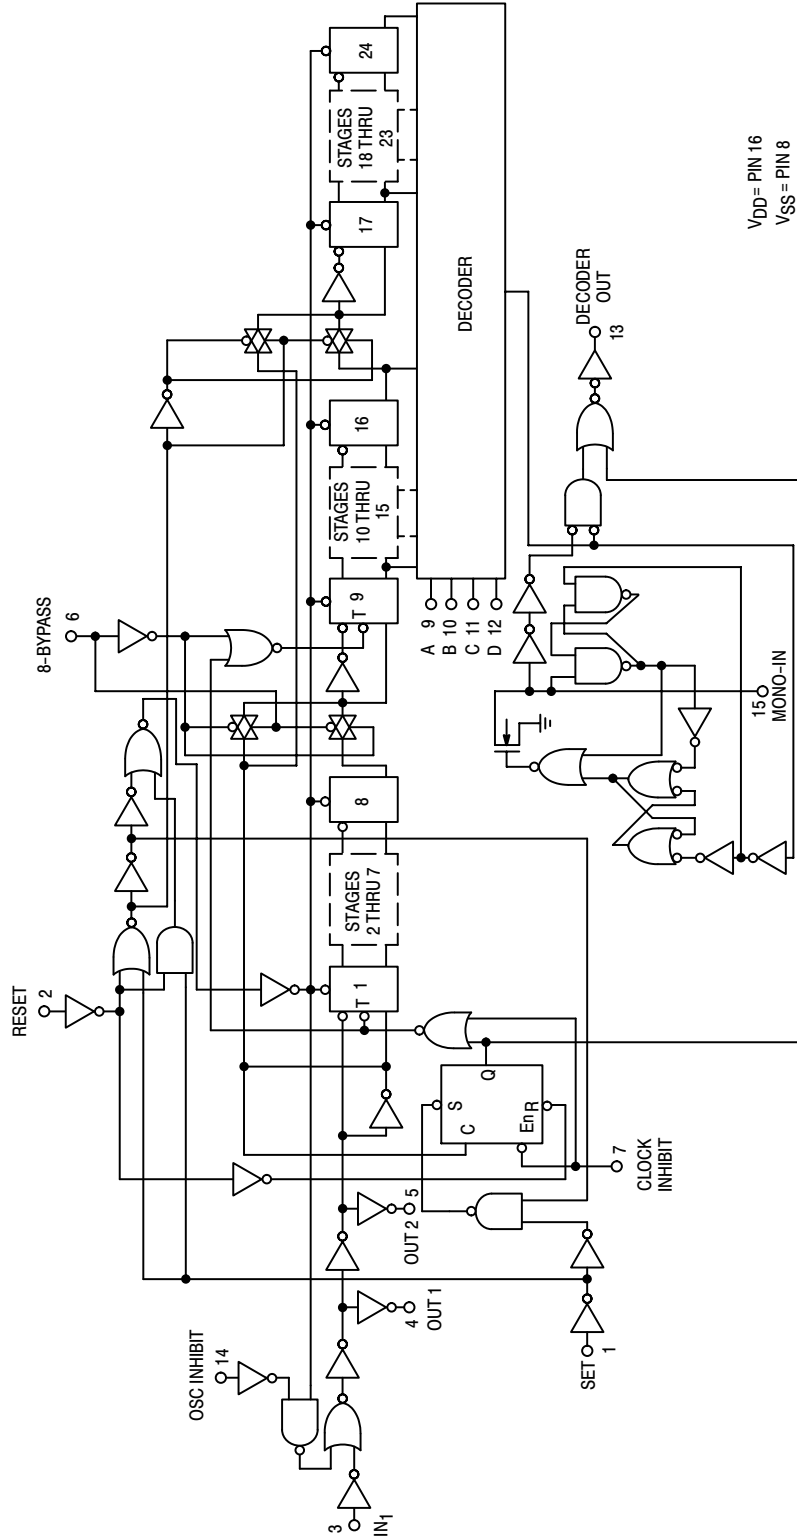 8-BYPASS
6
RESET
2
OSC INHIBIT
14
3
IN1
4
OUT 1
OUT 2
5
T 1
STAGES
2 THRU 7
8
T 9
STAGES
10 THRU
15
16
17
STAGES
18 THRU
23
24
DECODER
A 9
B 10
C 11
D 12
C
S
Q
En
R
SET
1
7
CLOCK
INHIBIT
15
MONO-IN
DECODER
OUT
13
VDD = PIN 16
VSS = PIN 8